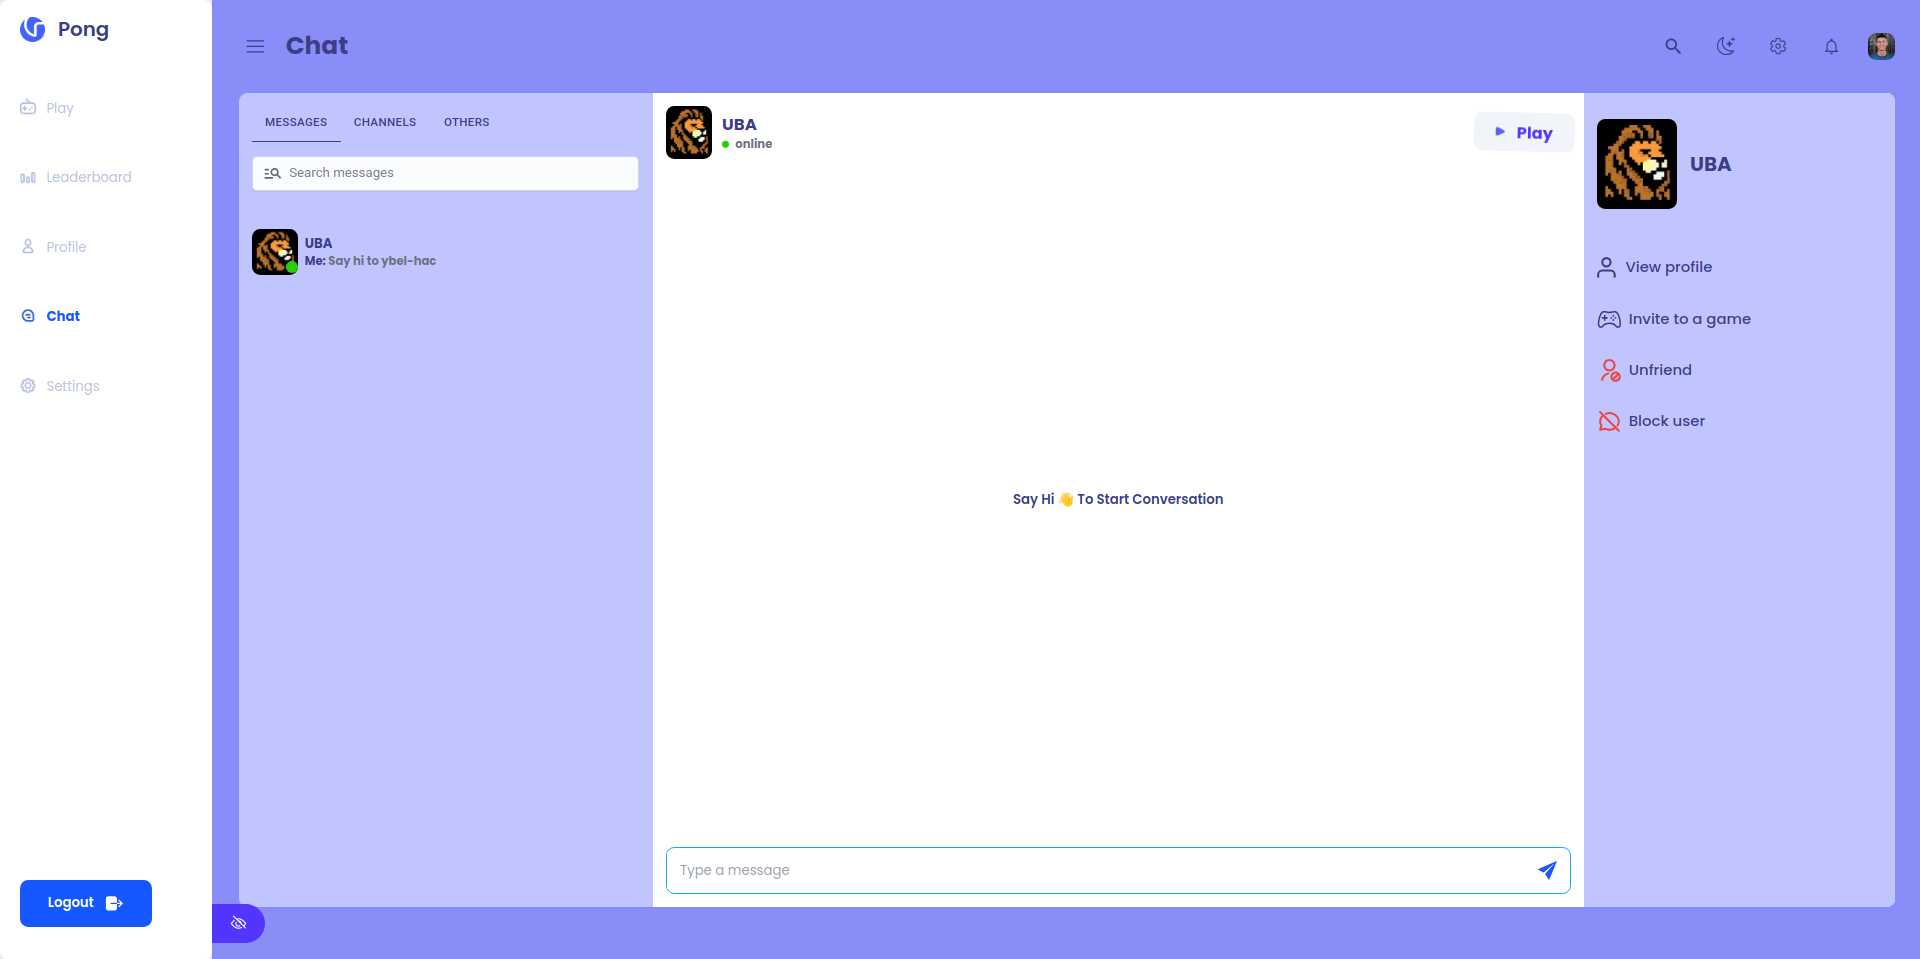 Pong
Play
Leaderboard
Profile
Chat
Settings
Logout
Chat
MESSAGES CHANNELS OTHERS
Search messages
UBA
Me: Say hi to ybel-hac
UBA
online
Play
Say Hi 👋 To Start Conversation
Type a message
UBA
View profile
Invite to a game
Unfriend
Block user